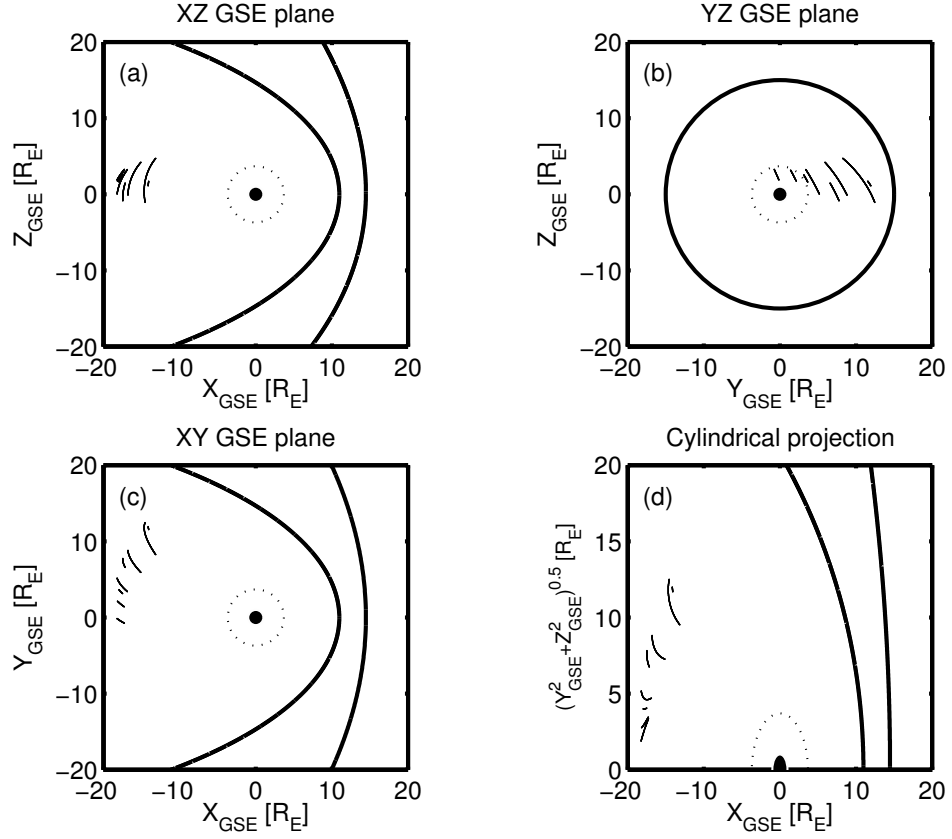 XZ GSE plane
(a)
20
10
0
−10
−20
Z_GSE [R_E]
−20 −10 0 10 20
X_GSE [R_E]
YZ GSE plane
(b)
20
10
0
−10
−20
Z_GSE [R_E]
−20 −10 0 10 20
Y_GSE [R_E]
XY GSE plane
(c)
20
10
0
−10
−20
Y_GSE [R_E]
−20 −10 0 10 20
X_GSE [R_E]
Cylindrical projection
(d)
20
15
10
5
0
(Y²_GSE+Z²_GSE)^0.5 [R_E]
−20 −10 0 10 20
X_GSE [R_E]